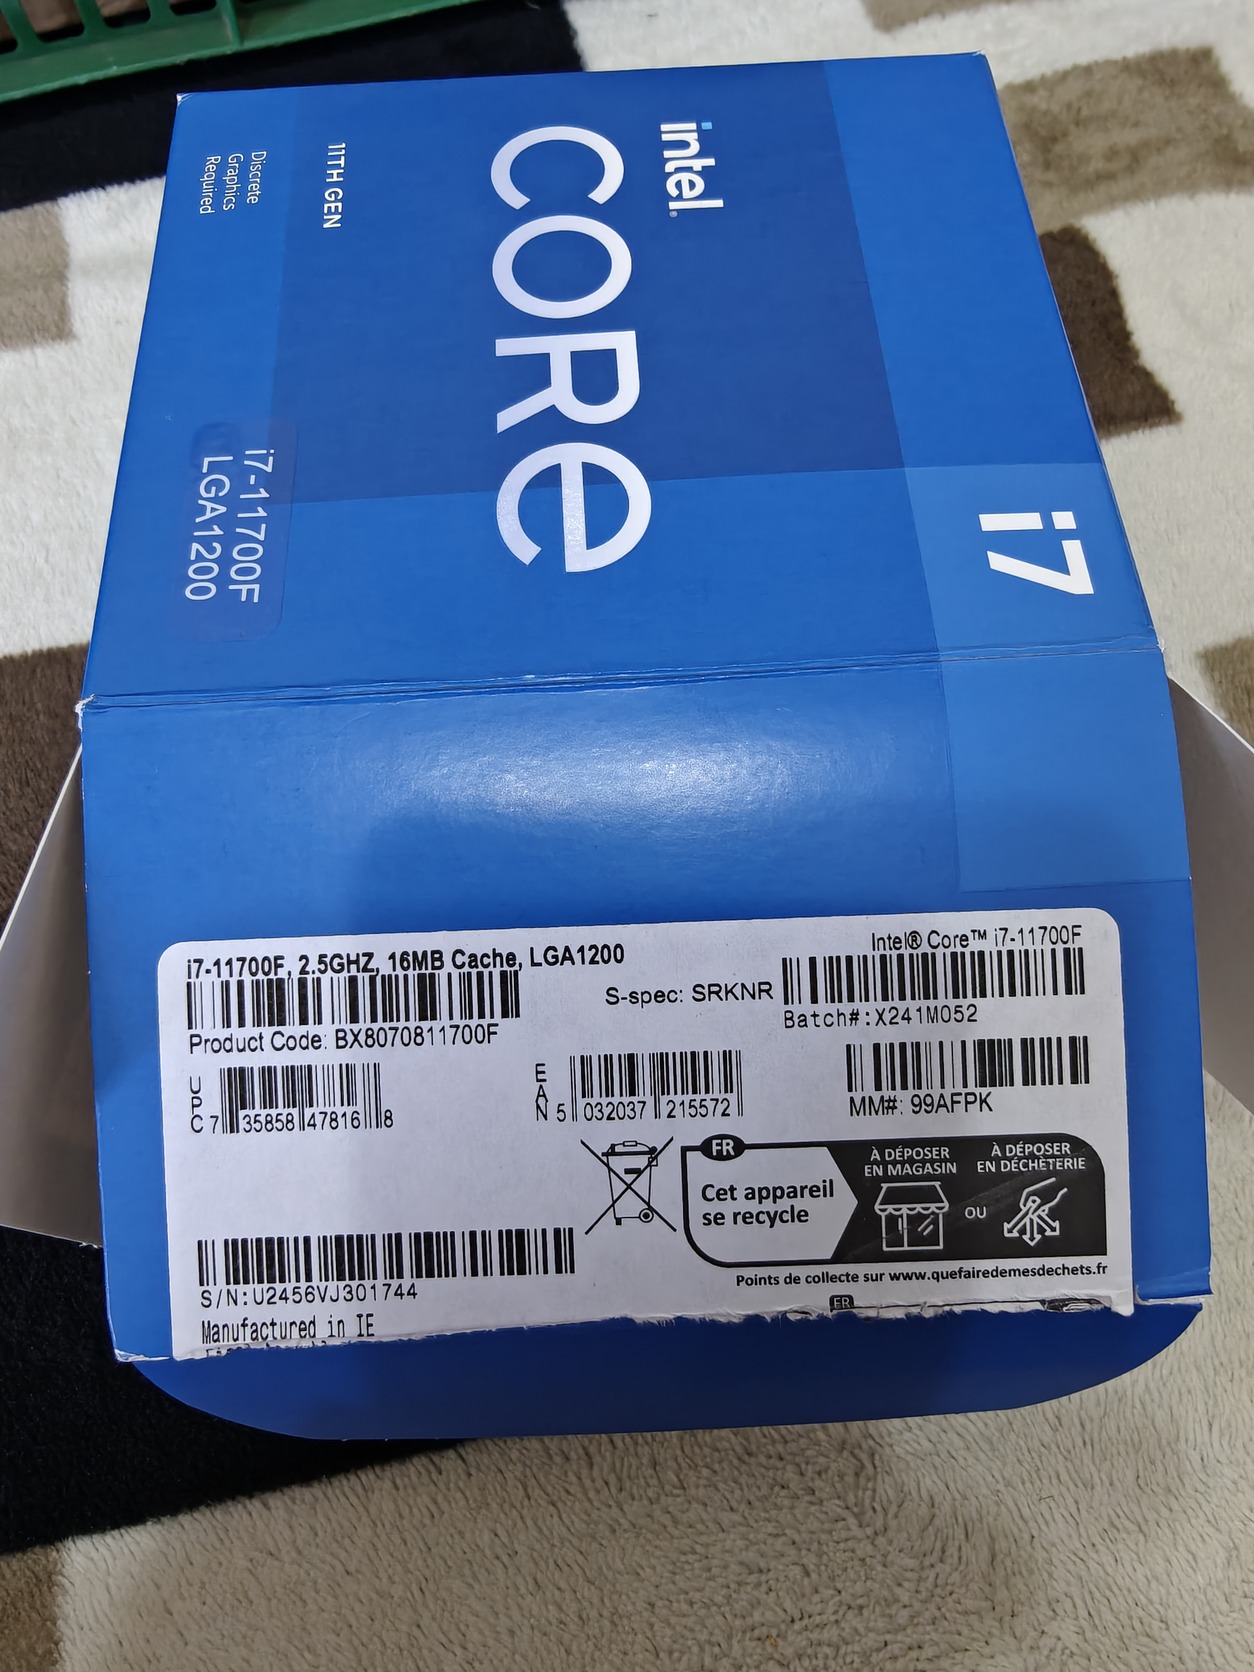 intel
CORe
i7
11TH GEN
Discrete
Graphics
Required
i7-11700F
LGA1200
i7-11700F, 2.5GHZ, 16MB Cache, LGA1200
Intel® Core™ i7-11700F
S-spec: SRKNR
Product Code: BX8070811700F
Batch#:X241M052
UPC 7 35858 47816 8
EAN 5 032037 215572
MM#: 99AFPK
FR
Cet appareil
se recycle
À DÉPOSER
EN MAGASIN
OU
À DÉPOSER
EN DÉCHÈTERIE
Points de collecte sur www.quefairedemesdechets.fr
FR
S/N:U2456VJ301744
Manufactured in IE